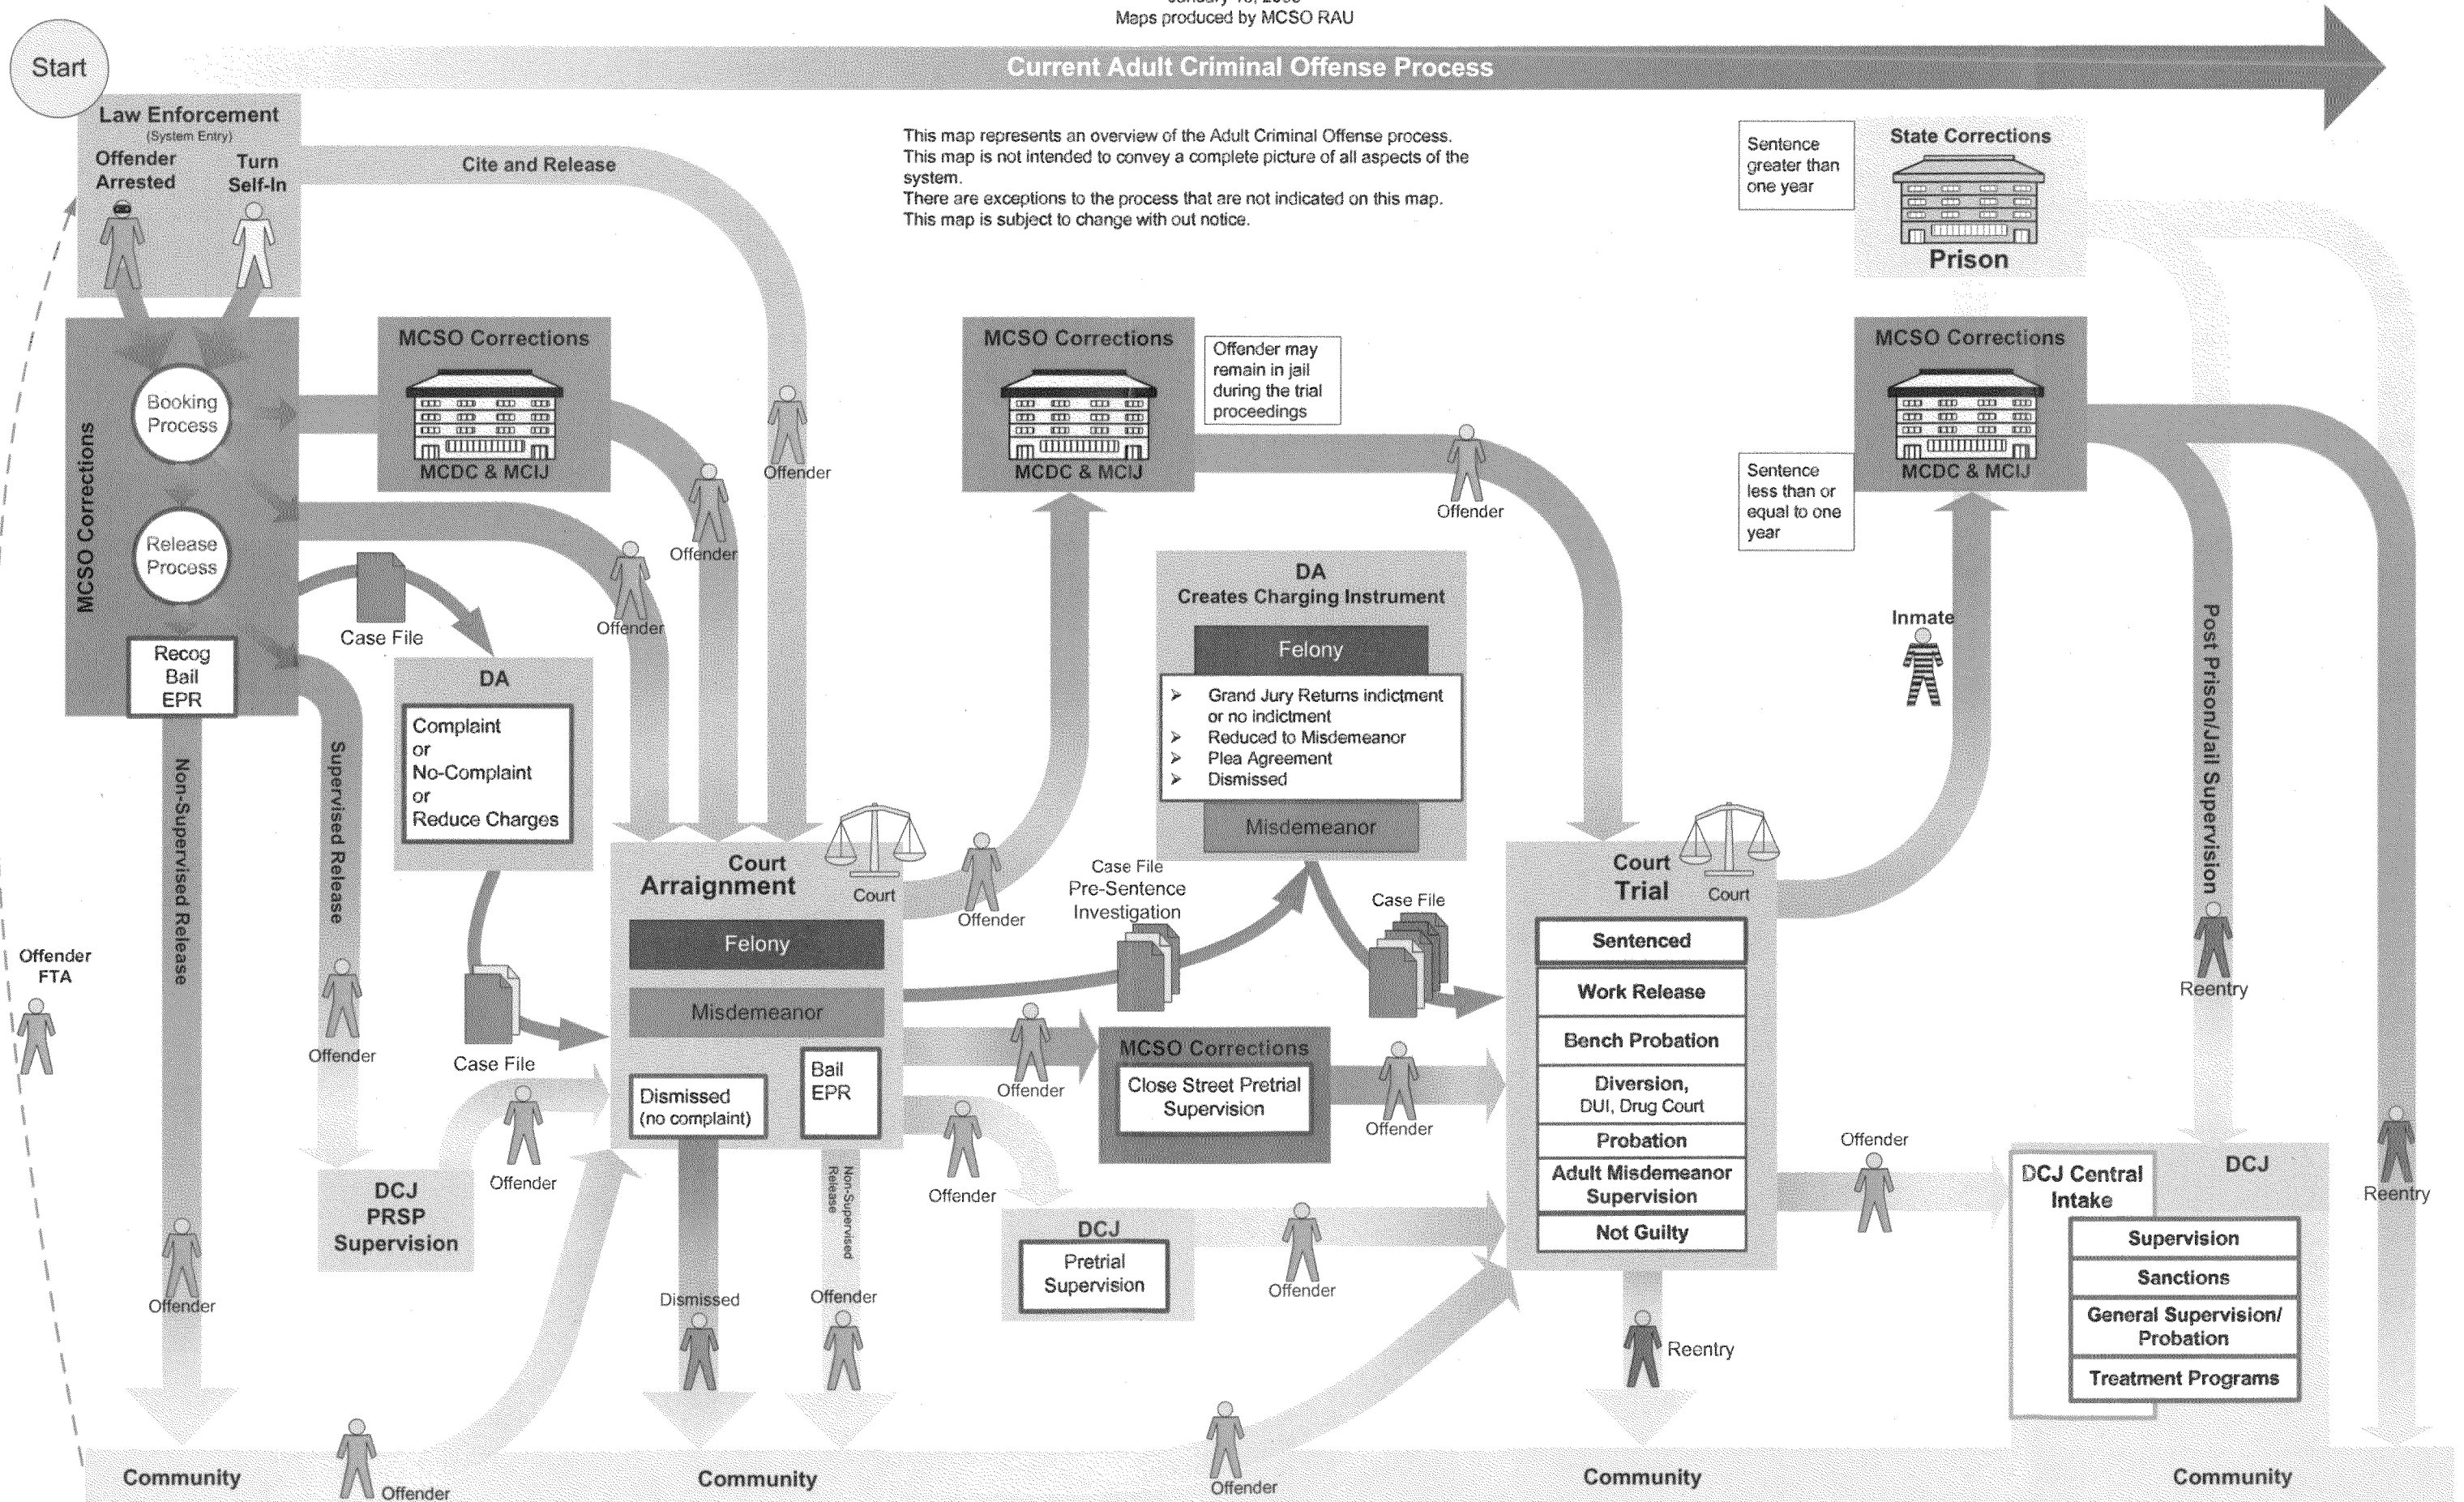 Maps produced by MCSO RAU
Start
Current Adult Criminal Offense Process
Law Enforcement
(System Entry)
Offender
Arrested
Turn
Self-In
Cite and Release
This map represents an overview of the Adult Criminal Offense process.
This map is not intended to convey a complete picture of all aspects of the
system.
There are exceptions to the process that are not indicated on this map.
This map is subject to change with out notice.
Sentence
greater than
one year
State Corrections
Prison
MCSO Corrections
Booking
Process
Release
Process
Recog
Bail
EPR
MCSO Corrections
MCDC & MCIJ
Offender
Offender
Offender
Case File
MCSO Corrections
MCDC & MCIJ
Offender may
remain in jail
during the trial
proceedings
Offender
MCSO Corrections
MCDC & MCIJ
Sentence
less than or
equal to one
year
Inmate
DA
Complaint
or
No-Complaint
or
Reduce Charges
Case File
DA
Creates Charging Instrument
Felony
Grand Jury Returns indictment
or no indictment
Reduced to Misdemeanor
Plea Agreement
Dismissed
Misdemeanor
Non-Supervised Release
Supervised Release
Offender
FTA
Offender
Offender
DCJ
PRSP
Supervision
Offender
Court
Arraignment
Court
Felony
Misdemeanor
Dismissed
(no complaint)
Bail
EPR
Offender
Case File
Pre-Sentence
Investigation
Case File
Offender
MCSO Corrections
Close Street Pretrial
Supervision
Offender
Offender
DCJ
Pretrial
Supervision
Offender
Non-Supervised
Release
Dismissed
Offender
Court
Trial
Court
Sentenced
Work Release
Bench Probation
Diversion,
DUI, Drug Court
Probation
Adult Misdemeanor
Supervision
Not Guilty
Reentry
Offender
Post Prison/Jail Supervision
Reentry
Reentry
DCJ Central
Intake
DCJ
Supervision
Sanctions
General Supervision/
Probation
Treatment Programs
Community
Offender
Community
Offender
Community
Community